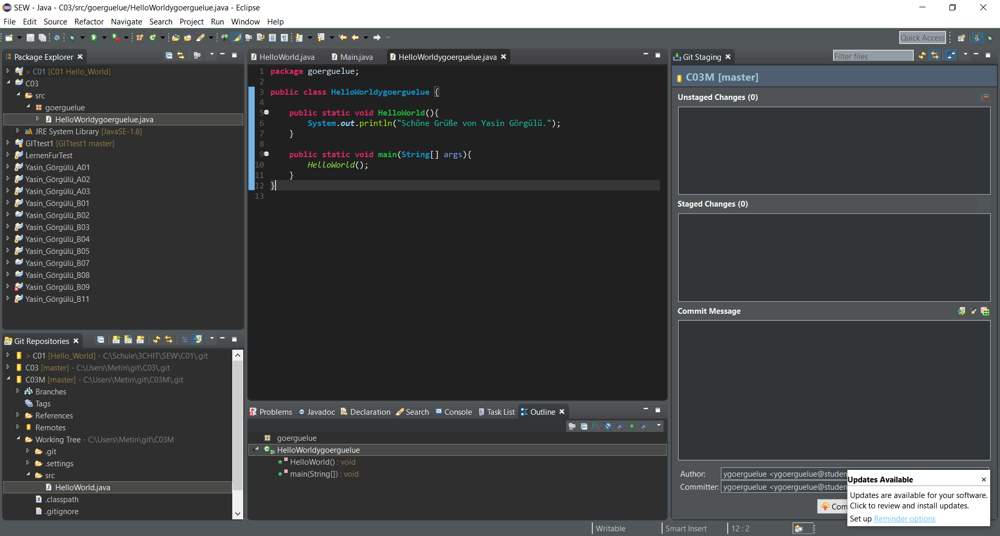 SEW - Java - C03/src/goerguelue/HelloWorldygoerguelue.java - Eclipse
File Edit Source Refactor Navigate Search Project Run Window Help
Quick Access
Package Explorer
> C01 [C01 Hello_World]
C03
src
goerguelue
HelloWorldygoerguelue.java
JRE System Library [JavaSE-1.8]
GITtest1 [GITtest1 master]
LernenFurTest
Yasin_Görgülü_A01
Yasin_Görgülü_A02
Yasin_Görgülü_A03
Yasin_Görgülü_B01
Yasin_Görgülü_B02
Yasin_Görgülü_B03
Yasin_Görgülü_B04
Yasin_Görgülü_B05
Yasin_Görgülü_B07
Yasin_Görgülü_B08
Yasin_Görgülü_B09
Yasin_Görgülü_B11
Git Repositories
> C01 [Hello_World] - C:\Schule\3CHIT\SEW\C01\.git
C03 [master] - C:\Users\Metin\git\C03\.git
C03M [master] - C:\Users\Metin\git\C03M\.git
Branches
Tags
References
Remotes
Working Tree - C:\Users\Metin\git\C03M
.git
.settings
src
HelloWorld.java
.classpath
.gitignore
HelloWorld.java Main.java HelloWorldygoerguelue.java
1 package goerguelue;
2
3 public class HelloWorldygoerguelue {
4
5 public static void HelloWorld(){
6 System.out.println("Schöne Grüße von Yasin Görgülü.");
7 }
8
9 public static void main(String[] args){
10 HelloWorld();
11 }
12 }
13
Problems Javadoc Declaration Search Console Task List Outline
goerguelue
HelloWorldygoerguelue
HelloWorld() : void
main(String[]) : void
Git Staging
Filter files
C03M [master]
Unstaged Changes (0)
Staged Changes (0)
Commit Message
Author: ygoerguelue <ygoerguelue@studen
Committer: ygoerguelue <ygoerguelue@studen
Com
Updates Available
Updates are available for your software.
Click to review and install updates.
Set up Reminder options
Writable Smart Insert 12 : 2